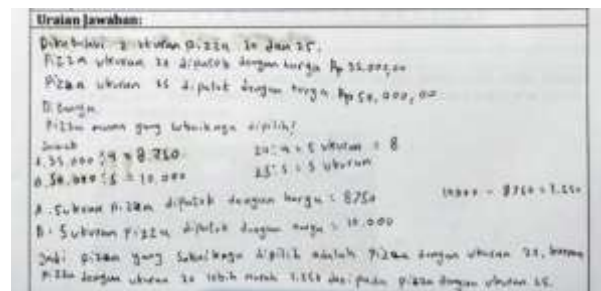 Uraian Jawaban:
Diketahui 2 ukuran pizza 20 dan 25.
Pizza ukuran 20 dipatok dengan harga Rp 35.000,00
Pizza ukuran 25 dipatok dengan harga Rp 50.000,00
Ditanya
Pizza mana yang sebaiknya dipilih?
Jawab
A. 35.000 : 4 = 8.750 20 : 4 = 5 ukuran = 8
B. 50.000 : 5 = 10.000 25 : 5 = 5 ukuran
A. 5 ukuran pizza dipatok dengan harga = 8750 10000 - 8750 = 1.250
B. 5 ukuran pizza dipatok dengan harga = 10.000
Jadi pizza yang sebaiknya dipilih adalah pizza dengan ukuran 20, karena
pizza dengan ukuran 20 lebih murah 1.250 daripada pizza dengan ukuran 25.